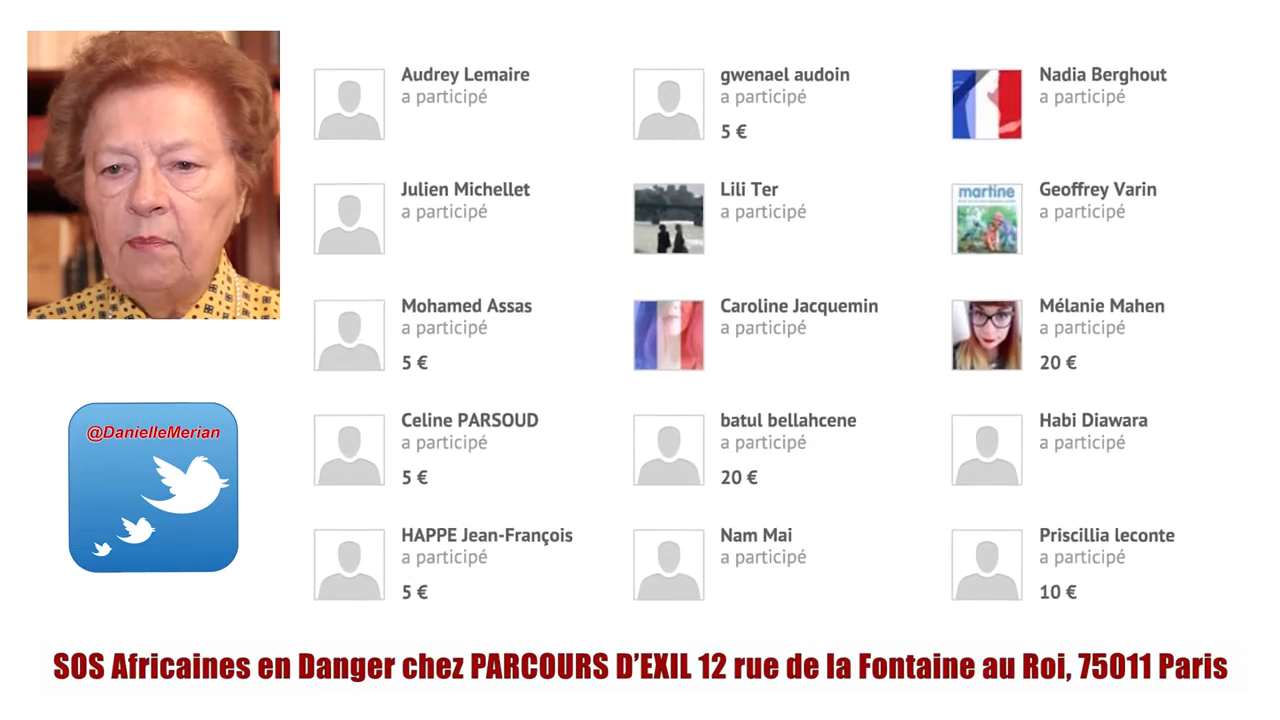 Audrey Lemaire
a participé
gwenael audoin
a participé
5 €
Nadia Berghout
a participé
Julien Michellet
a participé
Lili Ter
a participé
martine
Geoffrey Varin
a participé
Mohamed Assas
a participé
5 €
Caroline Jacquemin
a participé
Mélanie Mahen
a participé
20 €
@DanielleMerian
Celine PARSOUD
a participé
5 €
batul bellahcene
a participé
20 €
Habi Diawara
a participé
HAPPE Jean-François
a participé
5 €
Nam Mai
a participé
Priscillia leconte
a participé
10 €
SOS Africaines en Danger chez PARCOURS D'EXIL 12 rue de la Fontaine au Roi, 75011 Paris